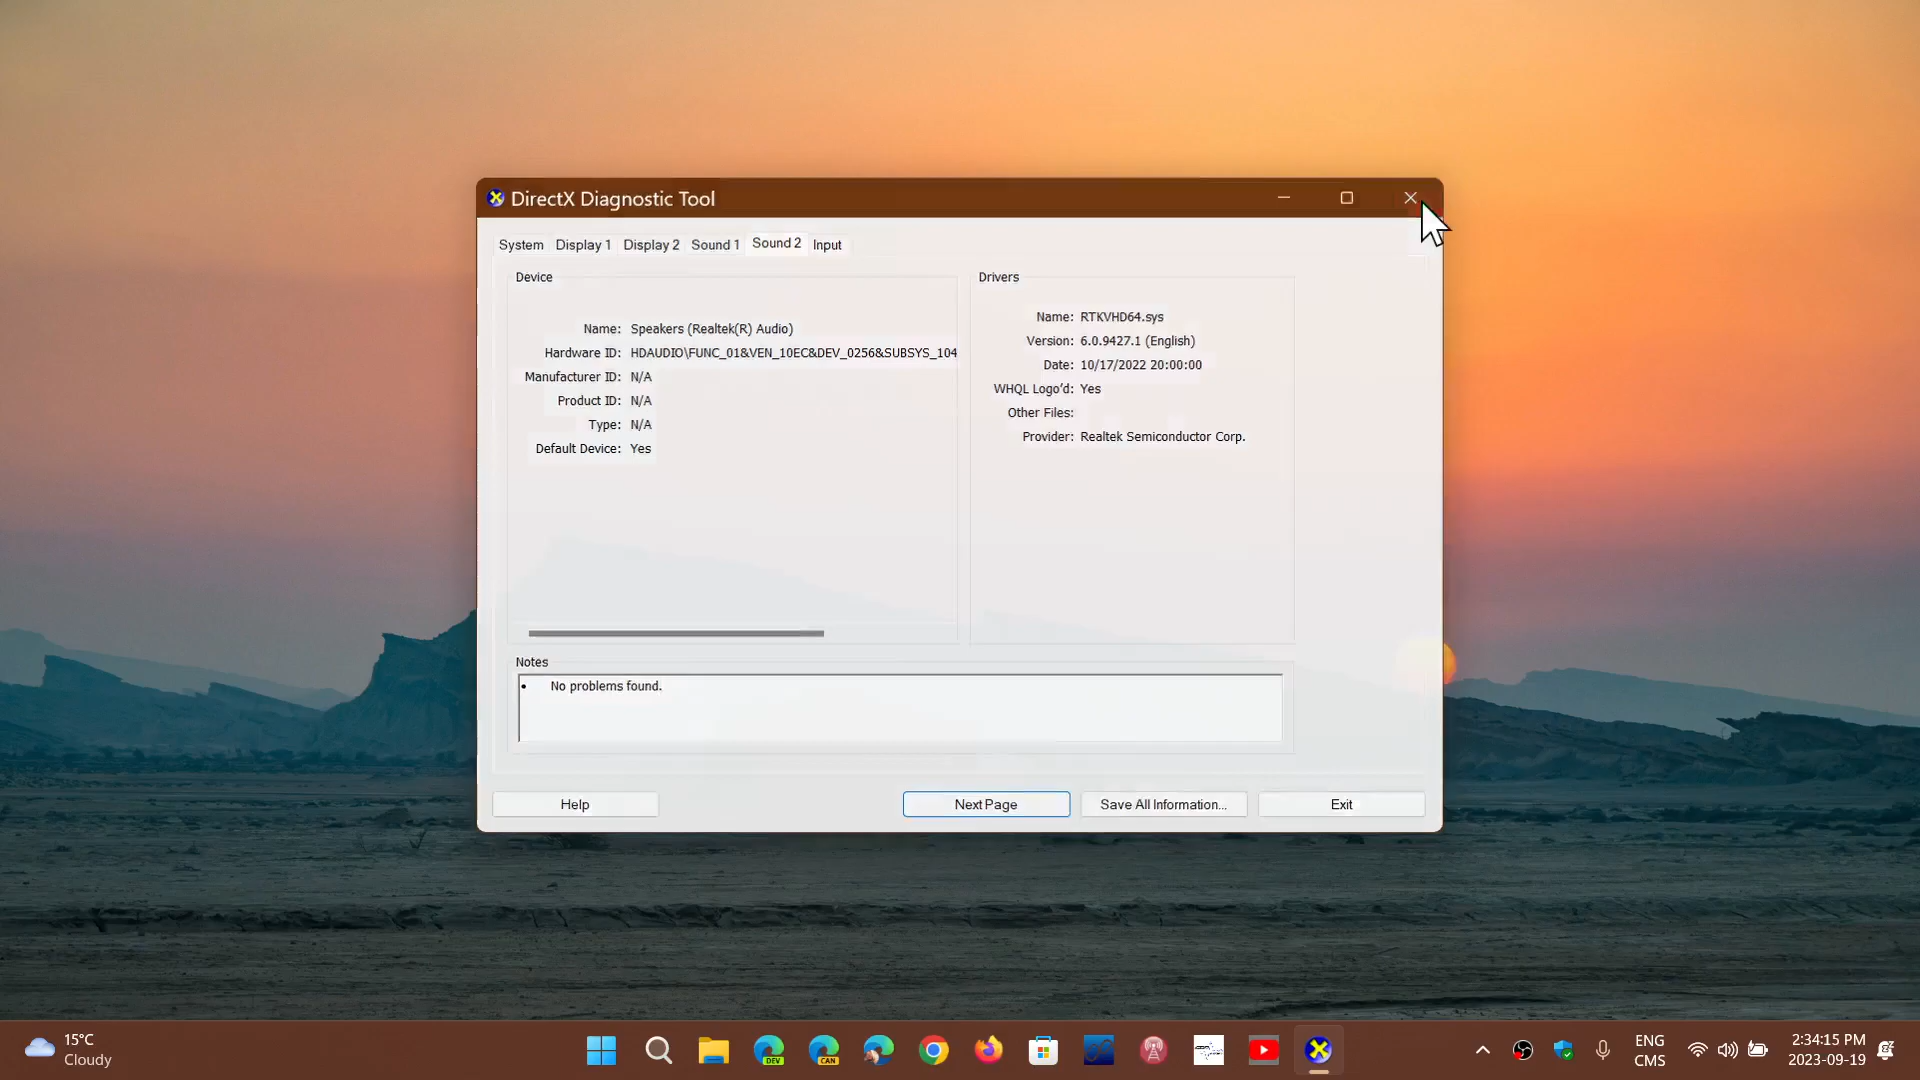 DirectX Diagnostic Tool
System Display 1 Display 2 Sound 1 Sound 2 Input
Device
Name: Speakers (Realtek(R) Audio)
Hardware ID: HDAUDIO\FUNC_01&VEN_10EC&DEV_0256&SUBSYS_104
Manufacturer ID: N/A
Product ID: N/A
Type: N/A
Default Device: Yes
Drivers
Name: RTKVHD64.sys
Version: 6.0.9427.1 (English)
Date: 10/17/2022 20:00:00
WHQL Logo'd: Yes
Other Files:
Provider: Realtek Semiconductor Corp.
Notes
• No problems found.
Help Next Page Save All Information... Exit
15°C
Cloudy
DEV
CAN
ENG
CMS
2:34:15 PM
2023-09-19